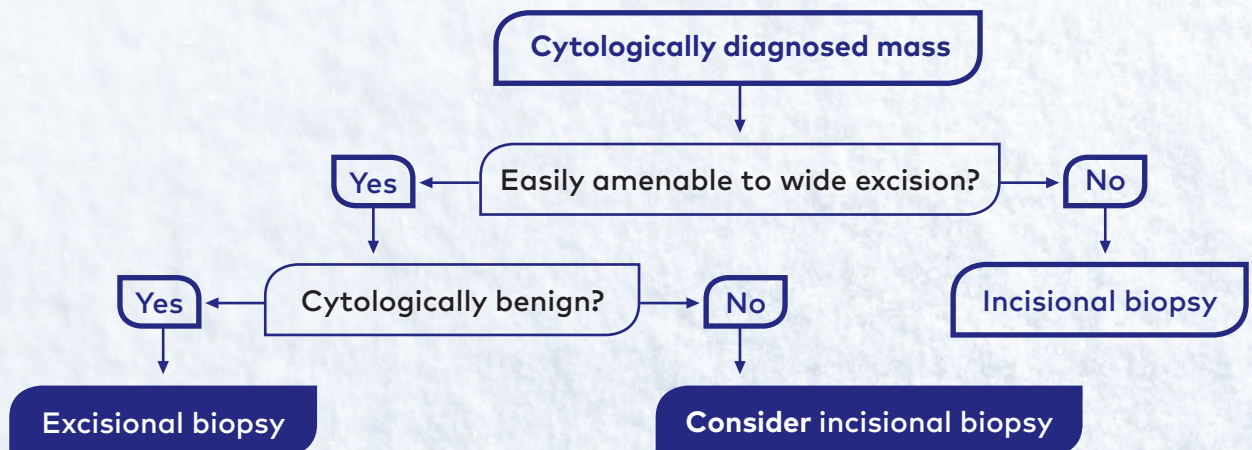 Cytologically diagnosed mass
Yes
Easily amenable to wide excision?
No
Yes
Cytologically benign?
No
Incisional biopsy
Excisional biopsy
Consider incisional biopsy